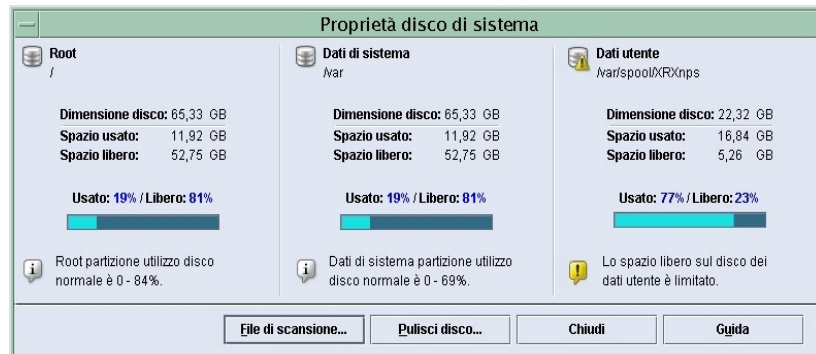 Proprietà disco di sistema
Root
/
Dimensione disco: 65,33 GB
Spazio usato: 11,92 GB
Spazio libero: 52,75 GB
Usato: 19% / Libero: 81%
Root partizione utilizzo disco
normale è 0 - 84%.
Dati di sistema
/var
Dimensione disco: 65,33 GB
Spazio usato: 11,92 GB
Spazio libero: 52,75 GB
Usato: 19% / Libero: 81%
Dati di sistema partizione utilizzo
disco normale è 0 - 69%.
Dati utente
/var/spool/XRXnps
Dimensione disco: 22,32 GB
Spazio usato: 16,84 GB
Spazio libero: 5,26 GB
Usato: 77% / Libero: 23%
Lo spazio libero sul disco dei
dati utente è limitato.
File di scansione...
Pulisci disco...
Chiudi
Guida